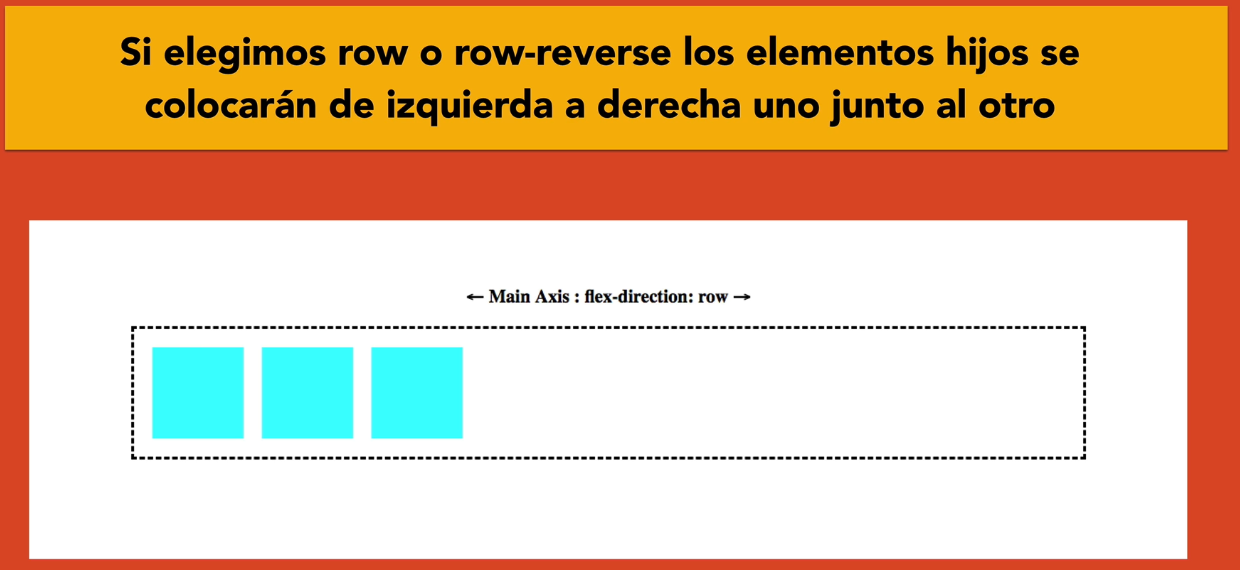 Si elegimos row o row-reverse los elementos hijos se
colocarán de izquierda a derecha uno junto al otro
← Main Axis : flex-direction: row →